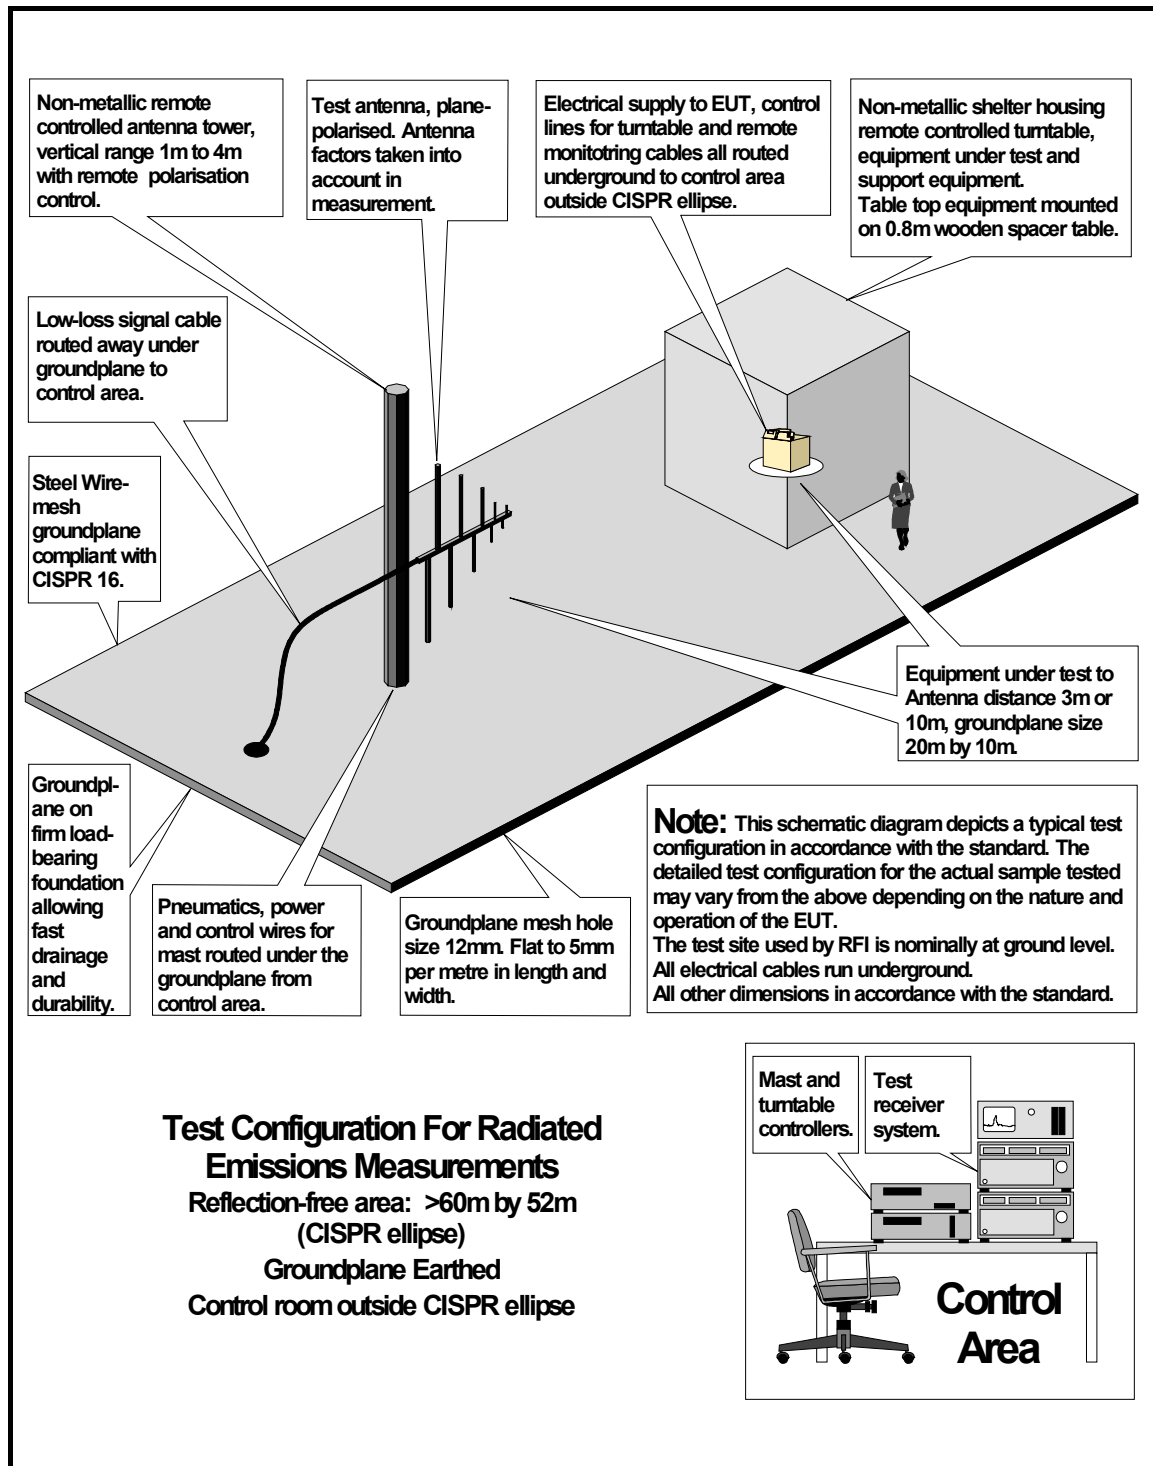 Non-metallic remote
controlled antenna tower,
vertical range 1m to 4m
with remote polarisation
control.
Test antenna, plane-
polarised. Antenna
factors taken into
account in
measurement.
Electrical supply to EUT, control
lines for turntable and remote
monitotring cables all routed
underground to control area
outside CISPR ellipse.
Non-metallic shelter housing
remote controlled turntable,
equipment under test and
support equipment.
Table top equipment mounted
on 0.8m wooden spacer table.
Low-loss signal cable
routed away under
groundplane to
control area.
Steel Wire-
mesh
groundplane
compliant with
CISPR 16.
Equipment under test to
Antenna distance 3m or
10m, groundplane size
20m by 10m.
Groundpl-
ane on
firm load-
bearing
foundation
allowing
fast
drainage
and
durability.
Pneumatics, power
and control wires for
mast routed under the
groundplane from
control area.
Groundplane mesh hole
size 12mm. Flat to 5mm
per metre in length and
width.
Note: This schematic diagram depicts a typical test
configuration in accordance with the standard. The
detailed test configuration for the actual sample tested
may vary from the above depending on the nature and
operation of the EUT.
The test site used by RFI is nominally at ground level.
All electrical cables run underground.
All other dimensions in accordance with the standard.
Mast and
turntable
controllers.
Test
receiver
system.
Test Configuration For Radiated
Emissions Measurements
Reflection-free area: >60m by 52m
(CISPR ellipse)
Groundplane Earthed
Control room outside CISPR ellipse
Control
Area